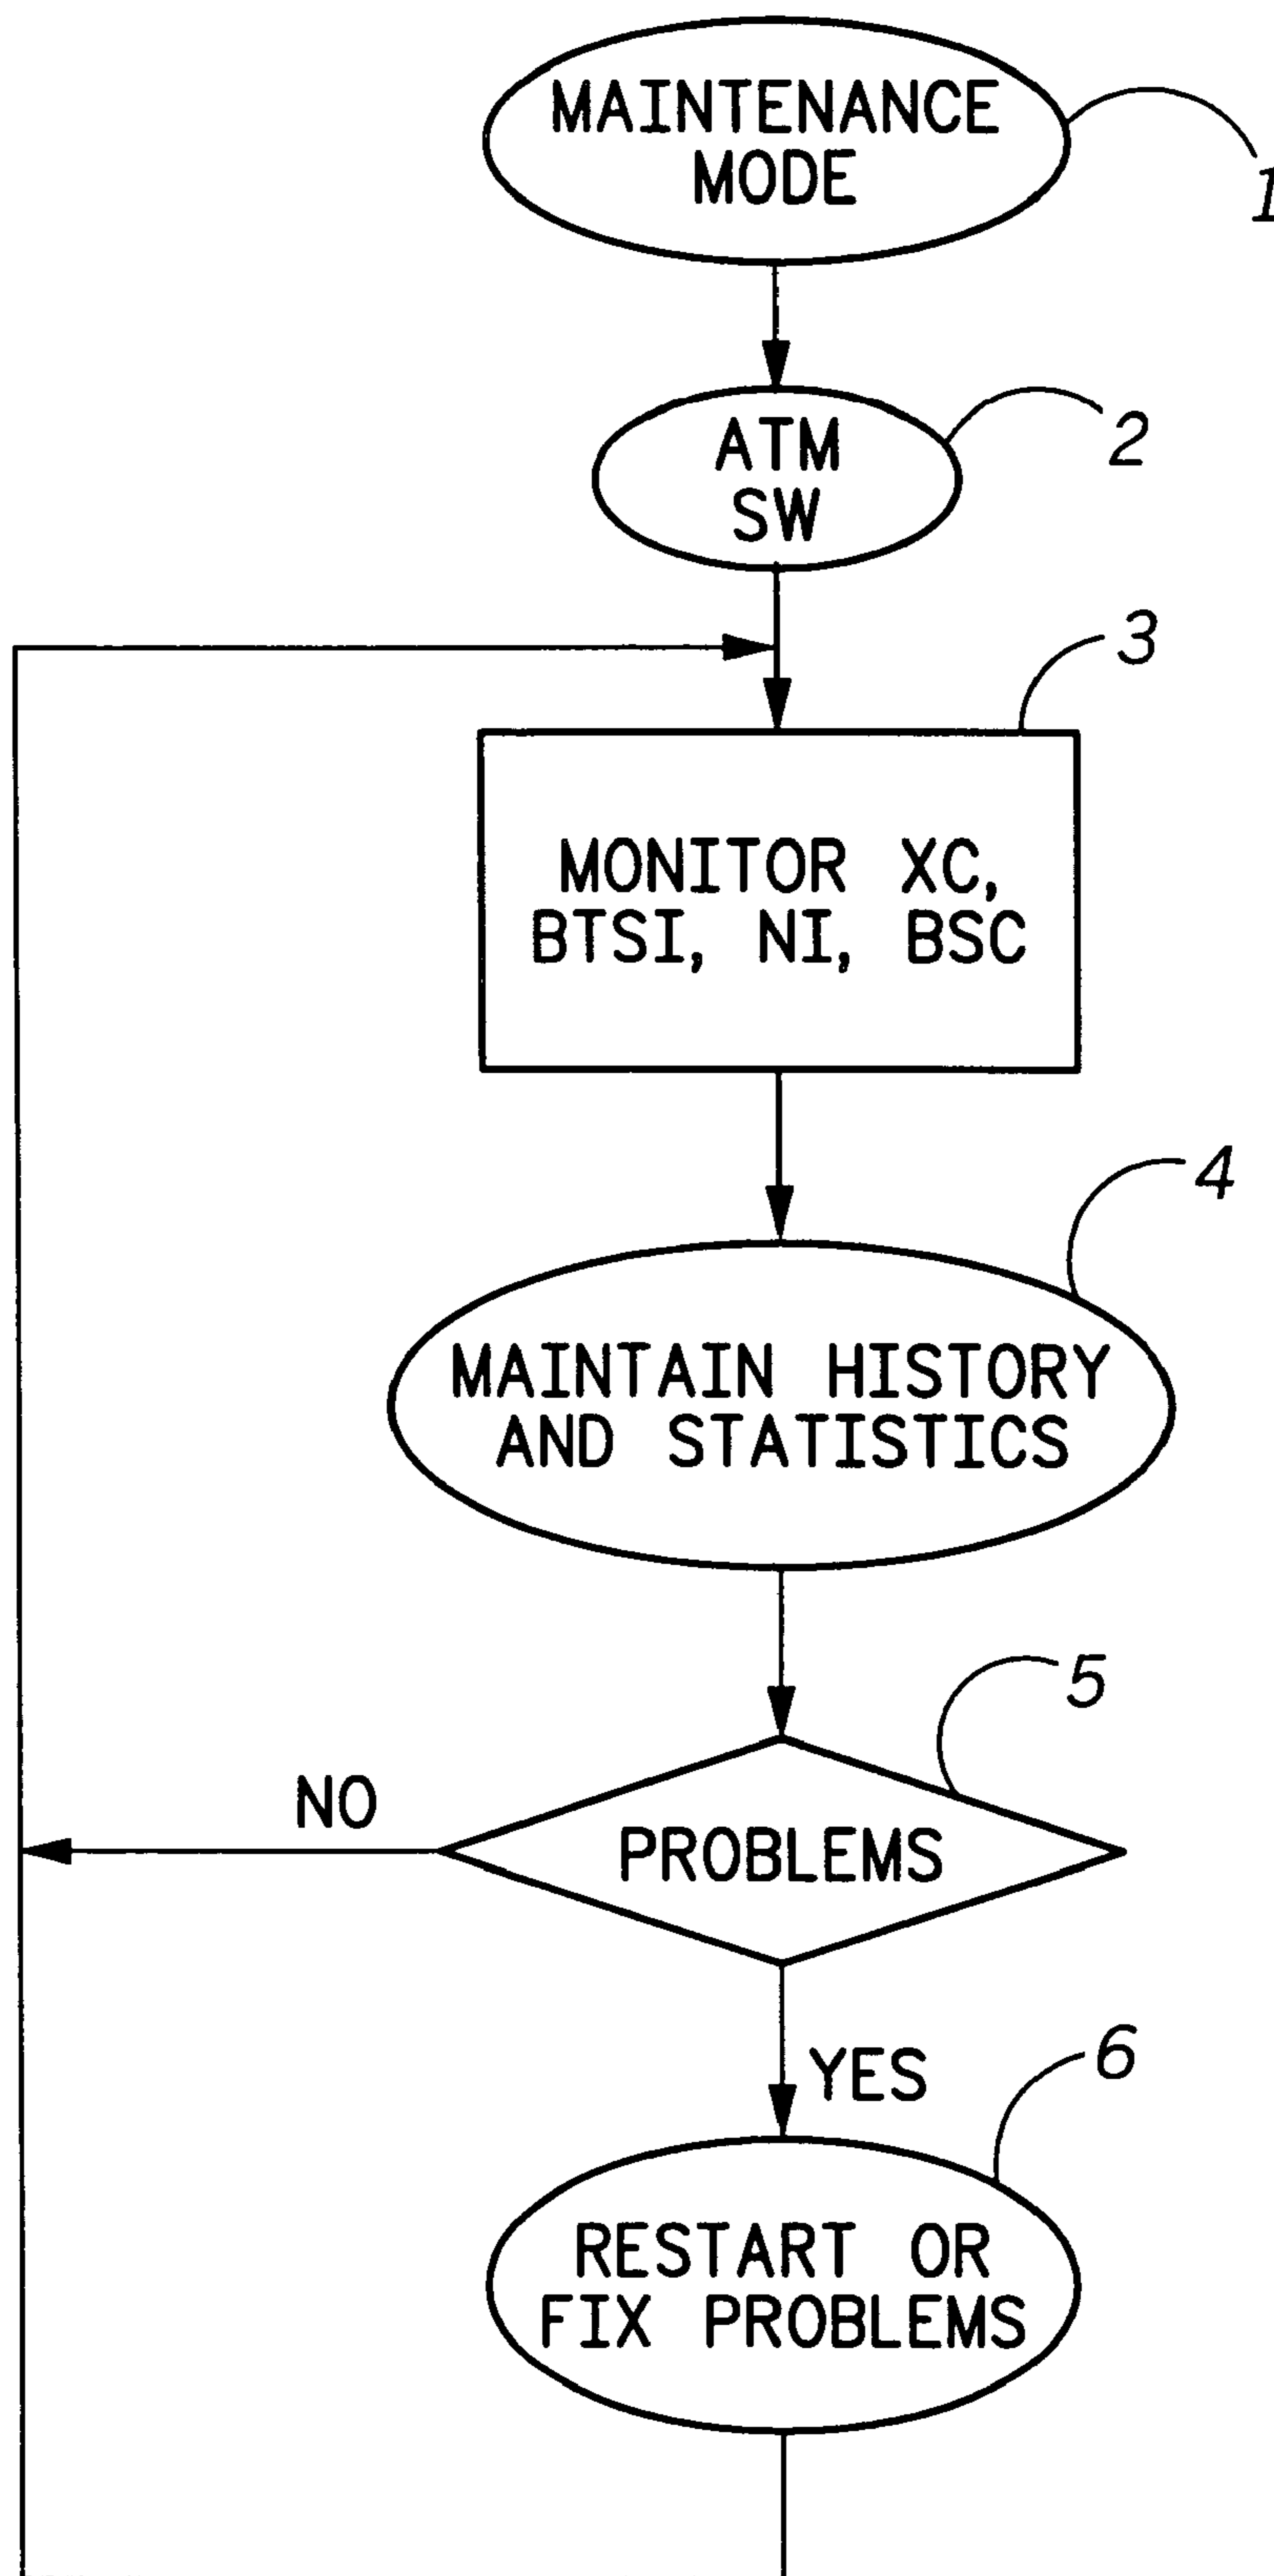 MAINTENANCE
MODE
1
ATM
SW
2
3
MONITOR XC,
BTSI, NI, BSC
4
MAINTAIN HISTORY
AND STATISTICS
5
NO
PROBLEMS
YES
6
RESTART OR
FIX PROBLEMS